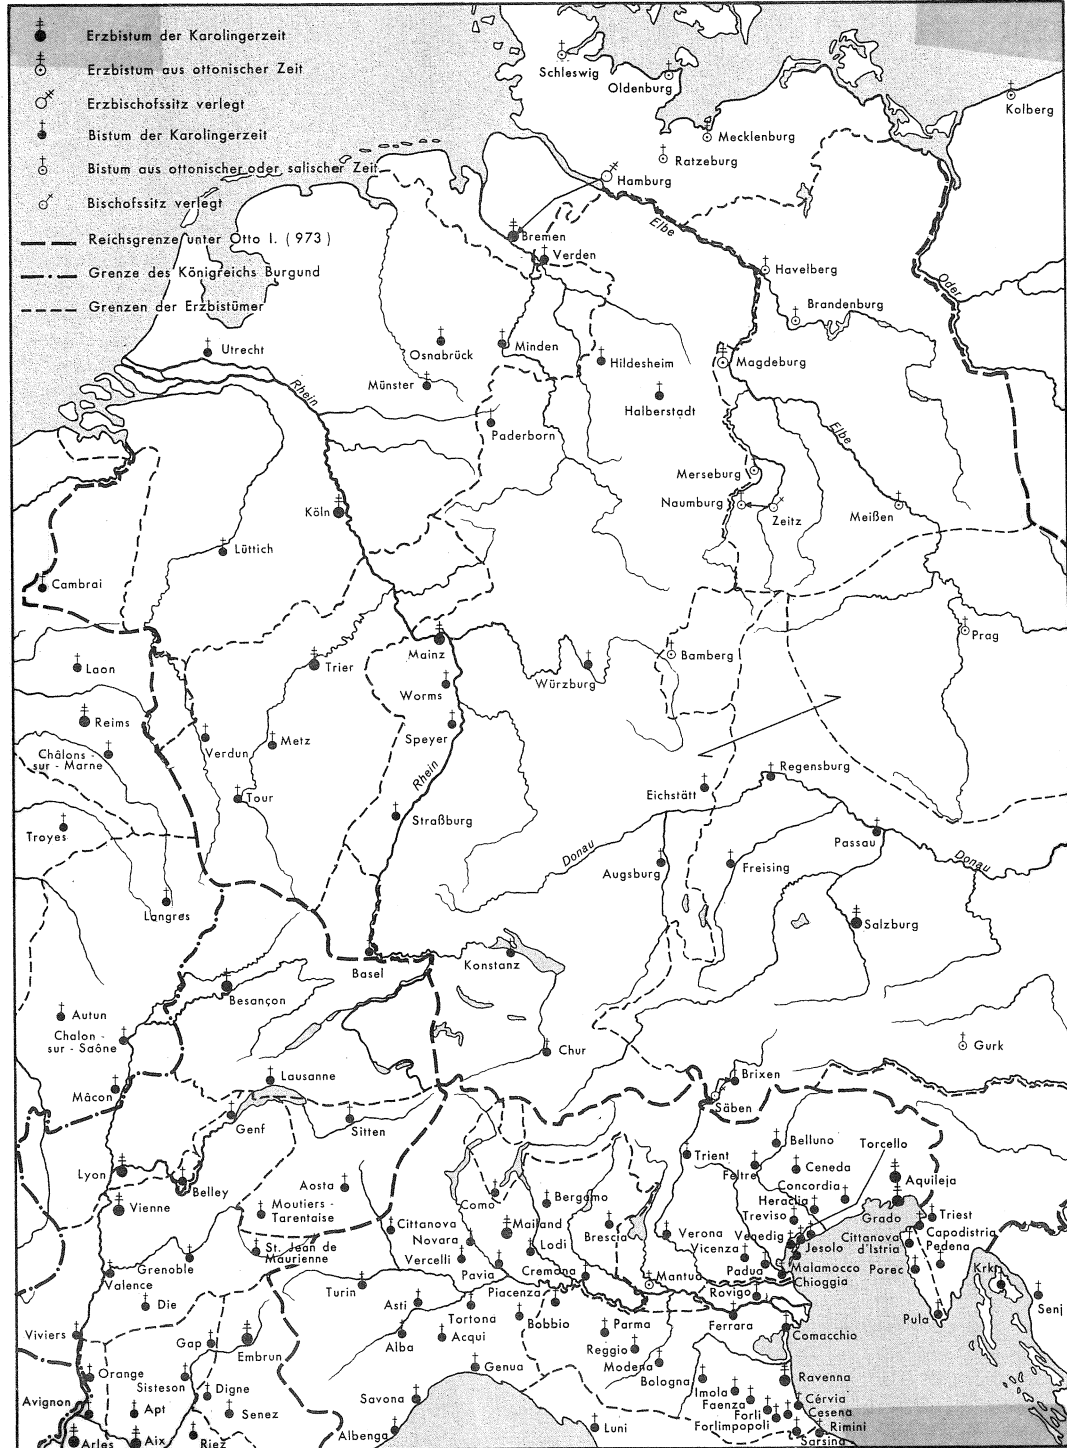 Erzbistum der Karolingerzeit
Erzbistum aus ottonischer Zeit
Erzbischofssitz verlegt
Bistum der Karolingerzeit
Bistum aus ottonischer oder salischer Zeit
Bischofssitz verlegt
Reichsgrenze unter Otto I. (973)
Grenze des Königreichs Burgund
Grenzen der Erzbistümer
Schleswig
Oldenburg
Kolberg
Mecklenburg
Ratzeburg
Hamburg
Elbe
Bremen
Verden
Havelberg
Oder
Brandenburg
Utrecht
Osnabrück
Minden
Hildesheim
Magdeburg
Münster
Rhein
Halberstadt
Paderborn
Elbe
Merseburg
Naumburg
Zeitz
Meißen
Köln
Lüttich
Cambrai
Prag
Laon
Trier
Mainz
Würzburg
Bamberg
Worms
Reims
Speyer
Verdun
Metz
Châlons -
sur - Marne
Rhein
Regensburg
Eichstätt
Tour
Straßburg
Troyes
Donau
Passau
Donau
Augsburg
Freising
Langres
Salzburg
Basel
Konstanz
Besançon
Autun
Chalon -
sur - Saône
Chur
Gurk
Lausanne
Brixen
Mâcon
Säben
Genf
Sitten
Belluno
Torcello
Trient
Feltre
Ceneda
Aquileja
Lyon
Belley
Aosta
Concordia
Como
Bergamo
Heraclia
Vienne
Moutiers -
Tarentaise
Cittanova
Mailand
Brescia
Treviso
Grado
Triest
Novara
Verona
Venedig
Cittanova
d'Istria
Capodistria
St. Jean de
Maurienne
Lodi
Vicenza
Jesolo
Pedena
Grenoble
Vercelli
Cremona
Padua
Malamocco
Porec
Krk
Valence
Pavia
Mantua
Chioggia
Turin
Piacenza
Rovigo
Die
Asti
Senj
Tortona
Bobbio
Parma
Ferrara
Pula
Viviers
Gap
Embrun
Alba
Acqui
Comacchio
Reggio
Modena
Orange
Sisteson
Genua
Bologna
Ravenna
Avignon
Digne
Savona
Imola
Faenza
Cérvia
Apt
Senez
Forli
Cesena
Forlimpopoli
Arles
Aix
Riez
Albenga
Luni
Rimini
Sarsina